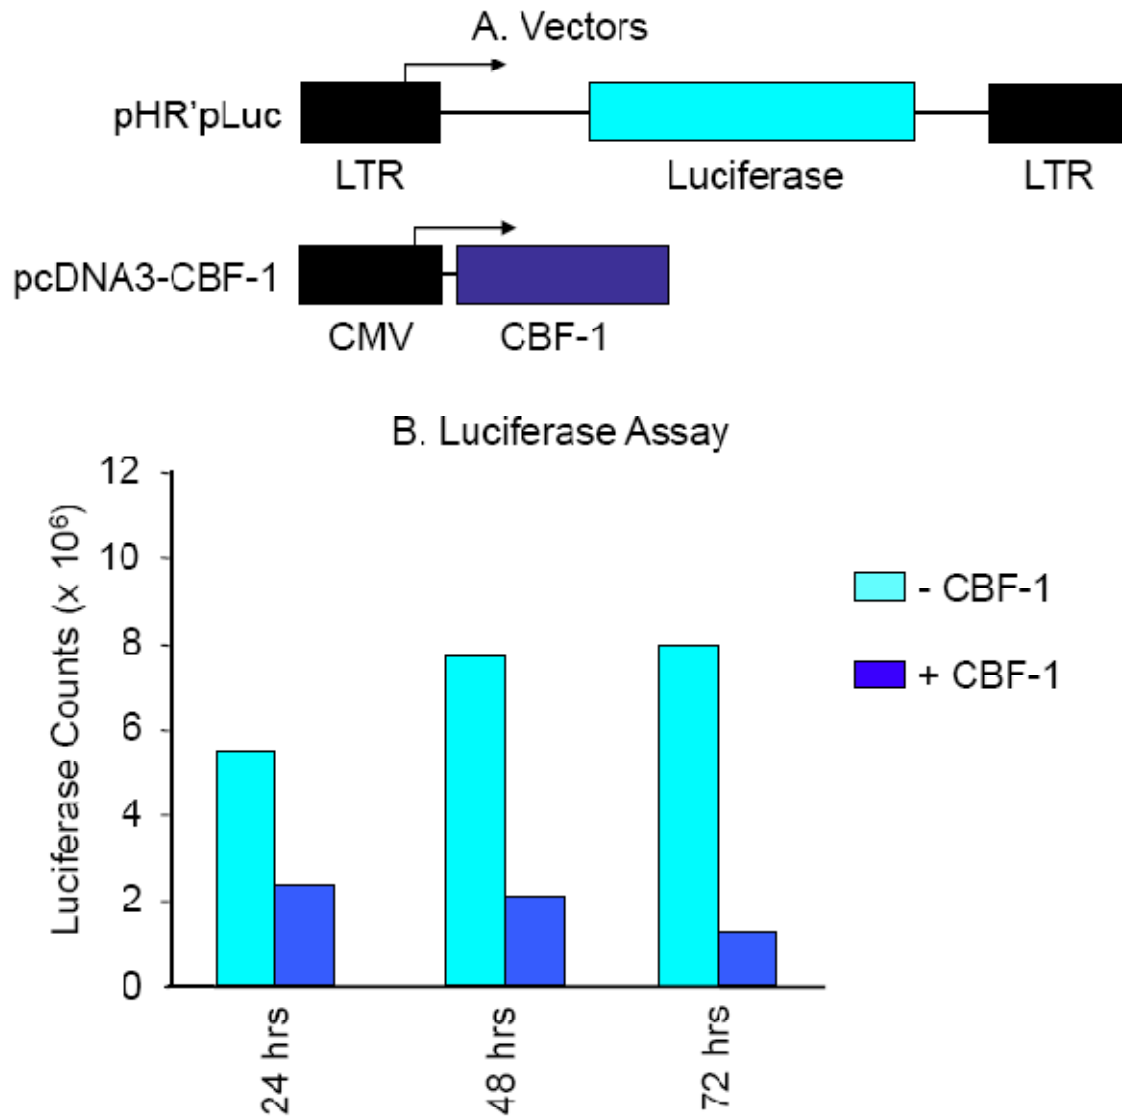 A. Vectors
pHR'pLuc
LTR Luciferase LTR
pcDNA3-CBF-1
CMV CBF-1
B. Luciferase Assay
Luciferase Counts (x 10⁶)
12
10
8
6
4
2
0
- CBF-1
+ CBF-1
24 hrs
48 hrs
72 hrs